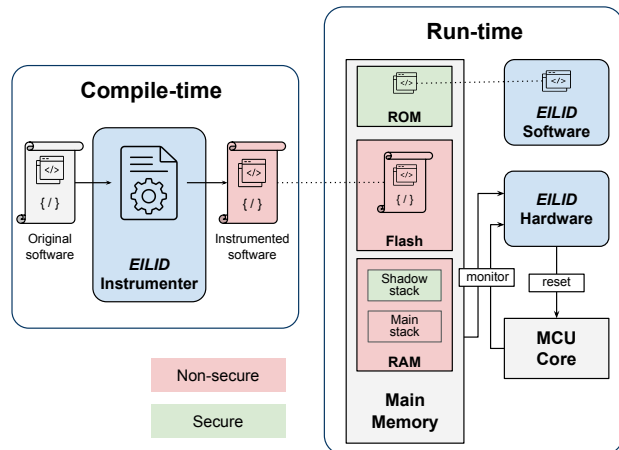 Compile-time
</>
{ / }
Original
software
EILID
Instrumenter
</>
{ / }
Instrumented
software
Non-secure
Secure
Run-time
</>
ROM
</>
{ / }
Flash
Shadow
stack
Main
stack
RAM
Main
Memory
</>
EILID
Software
EILID
Hardware
monitor
reset
MCU
Core